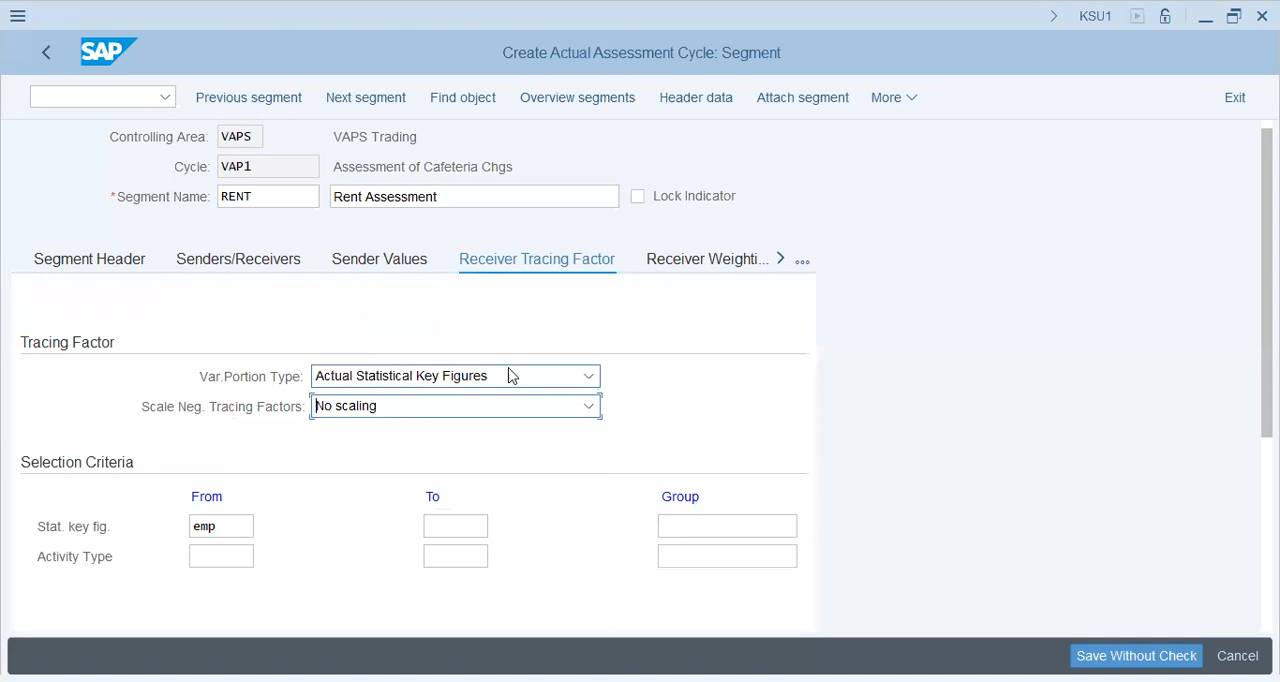 KSU1
SAP
Create Actual Assessment Cycle: Segment
Previous segment Next segment Find object Overview segments Header data Attach segment More Exit
Controlling Area: VAPS VAPS Trading
Cycle: VAP1 Assessment of Cafeteria Chgs
*Segment Name: RENT Rent Assessment Lock Indicator
Segment Header Senders/Receivers Sender Values Receiver Tracing Factor Receiver Weighti...
Tracing Factor
Var.Portion Type: Actual Statistical Key Figures
Scale Neg. Tracing Factors: No scaling
Selection Criteria
From To Group
Stat. key fig. emp
Activity Type
Save Without Check Cancel